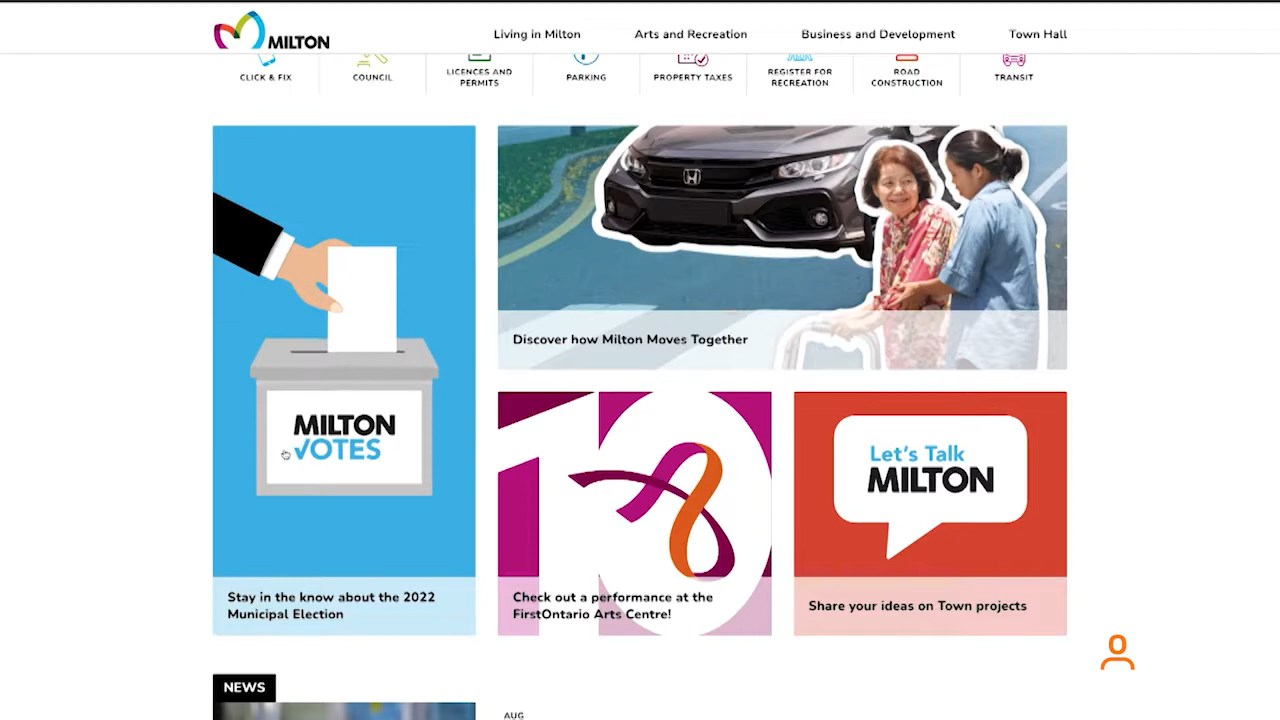 MILTON
Living in Milton
Arts and Recreation
Business and Development
Town Hall
CLICK & FIX
COUNCIL
LICENCES AND
PERMITS
PARKING
PROPERTY TAXES
REGISTER FOR
RECREATION
ROAD
CONSTRUCTION
TRANSIT
MILTON
VOTES
Stay in the know about the 2022
Municipal Election
Discover how Milton Moves Together
10
Check out a performance at the
FirstOntario Arts Centre!
Let's Talk
MILTON
Share your ideas on Town projects
NEWS
AUG